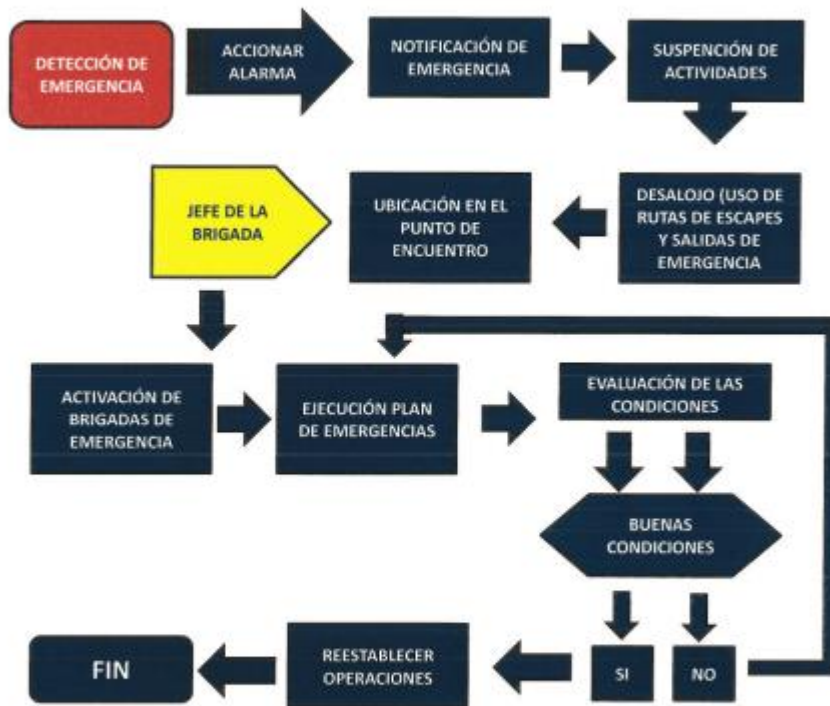 DETECCIÓN DE
EMERGENCIA
ACCIONAR
ALARMA
NOTIFICACIÓN DE
EMERGENCIA
SUSPENCIÓN DE
ACTIVIDADES
DESALOJO (USO DE
RUTAS DE ESCAPES
Y SALIDAS DE
EMERGENCIA
UBICACIÓN EN EL
PUNTO DE
ENCUENTRO
JEFE DE LA
BRIGADA
ACTIVACIÓN DE
BRIGADAS DE
EMERGENCIA
EJECUCIÓN PLAN
DE EMERGENCIAS
EVALUACIÓN DE LAS
CONDICIONES
BUENAS
CONDICIONES
SI
NO
REESTABLECER
OPERACIONES
FIN